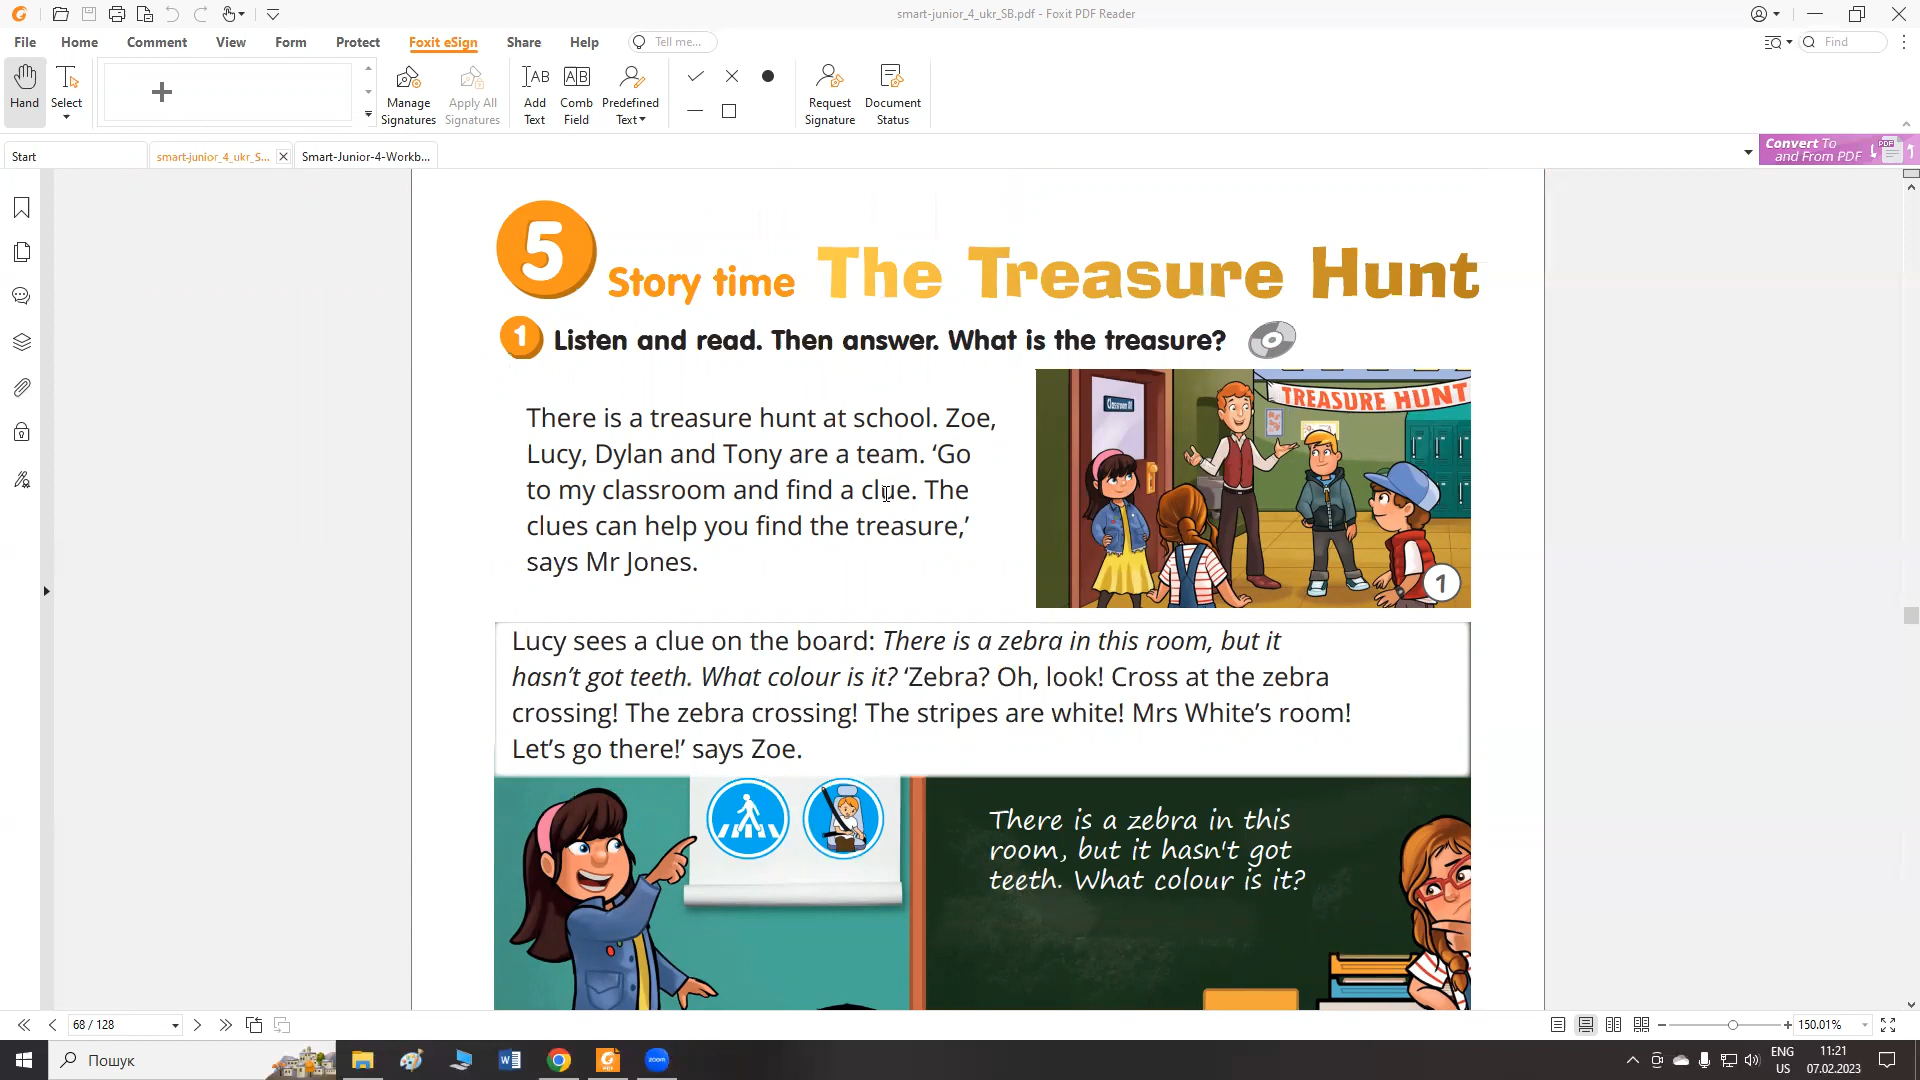 smart-junior_4_ukr_SB.pdf - Foxit PDF Reader
File Home Comment View Form Protect Foxit eSign Share Help Tell me... Find
Hand Select Manage Signatures Apply All Signatures Add Text Comb Field Predefined Text Request Signature Document Status
Start smart-junior_4_ukr_S... Smart-Junior-4-Workb... Convert To and From PDF
5 Story time The Treasure Hunt
1 Listen and read. Then answer. What is the treasure?
There is a treasure hunt at school. Zoe,
Lucy, Dylan and Tony are a team. ‘Go
to my classroom and find a clue. The
clues can help you find the treasure,’
says Mr Jones.
TREASURE HUNT
1
Lucy sees a clue on the board: There is a zebra in this room, but it
hasn’t got teeth. What colour is it? ‘Zebra? Oh, look! Cross at the zebra
crossing! The zebra crossing! The stripes are white! Mrs White’s room!
Let’s go there!’ says Zoe.
There is a zebra in this
room, but it hasn't got
teeth. What colour is it?
68 / 128 150.01%
Пошук
ENG
US
11:21
07.02.2023